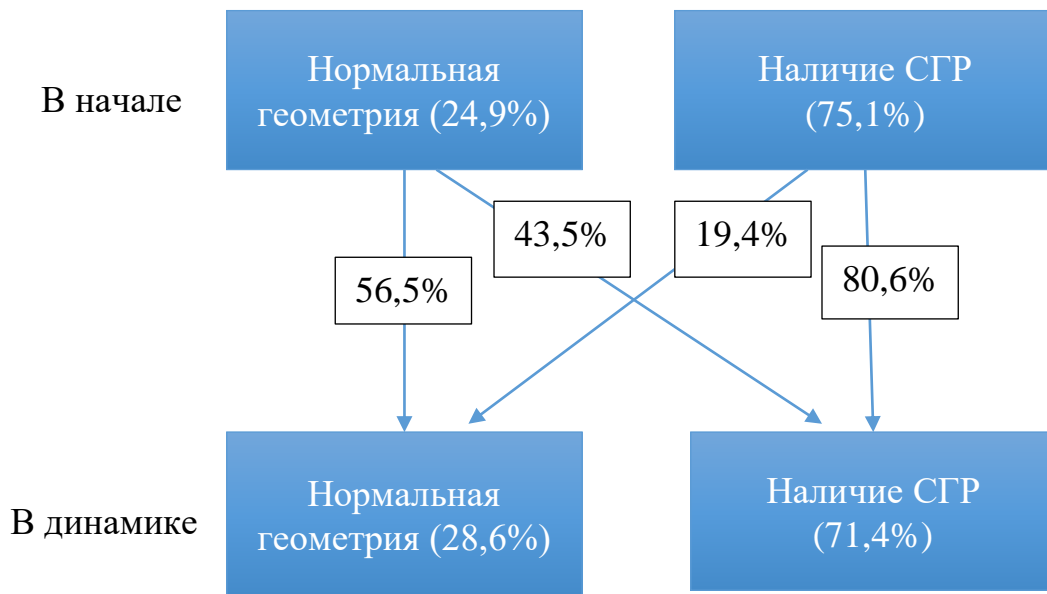 В начале
Нормальная
геометрия (24,9%)
Наличие СГР
(75,1%)
43,5%
19,4%
56,5%
80,6%
В динамике
Нормальная
геометрия (28,6%)
Наличие СГР
(71,4%)